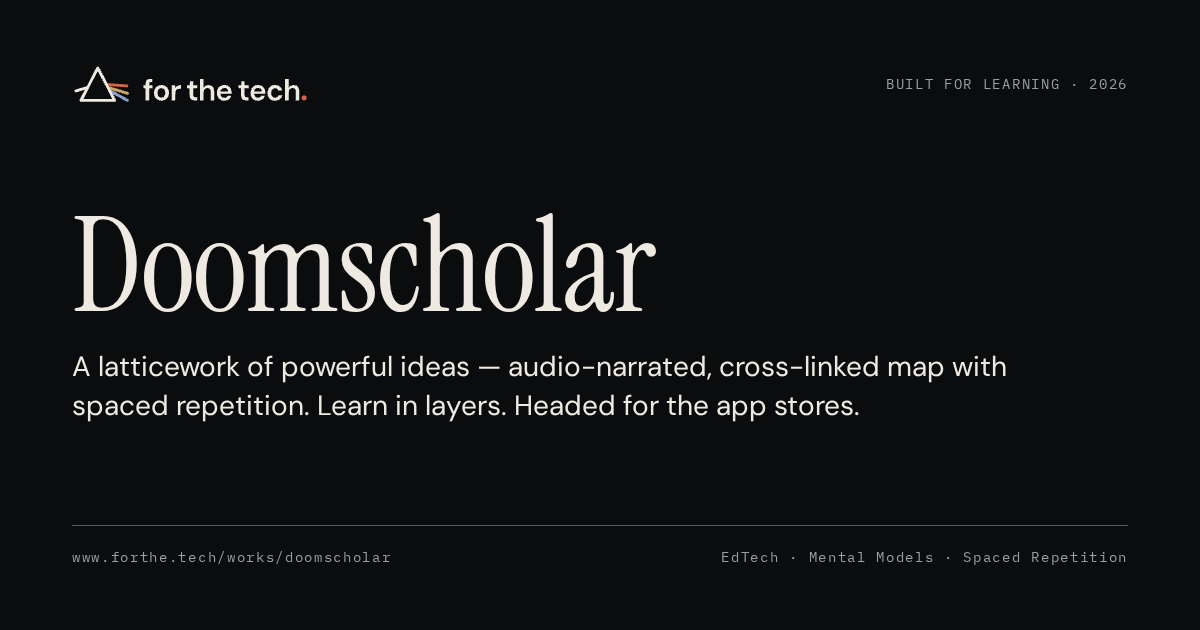 for the tech.
BUILT FOR LEARNING · 2026
Doomscholar
A latticework of powerful ideas — audio-narrated, cross-linked map with
spaced repetition. Learn in layers. Headed for the app stores.
www.forthe.tech/works/doomscholar
EdTech · Mental Models · Spaced Repetition